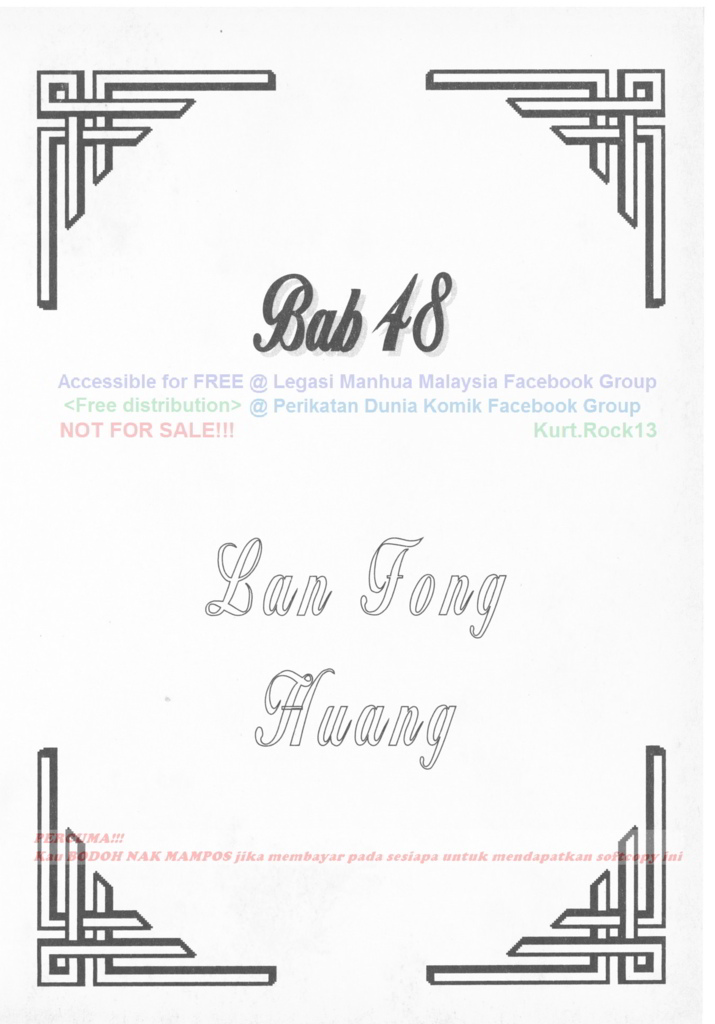 Bab 48
Accessible for FREE @ Legasi Manhua Malaysia Facebook Group
<Free distribution> @ Perikatan Dunia Komik Facebook Group
NOT FOR SALE!!! Kurt.Rock13
Lan Fong
Huang
PERCUMA!!!
Kau BODOH NAK MAMPOS jika membayar pada sesiapa untuk mendapatkan softcopy ini